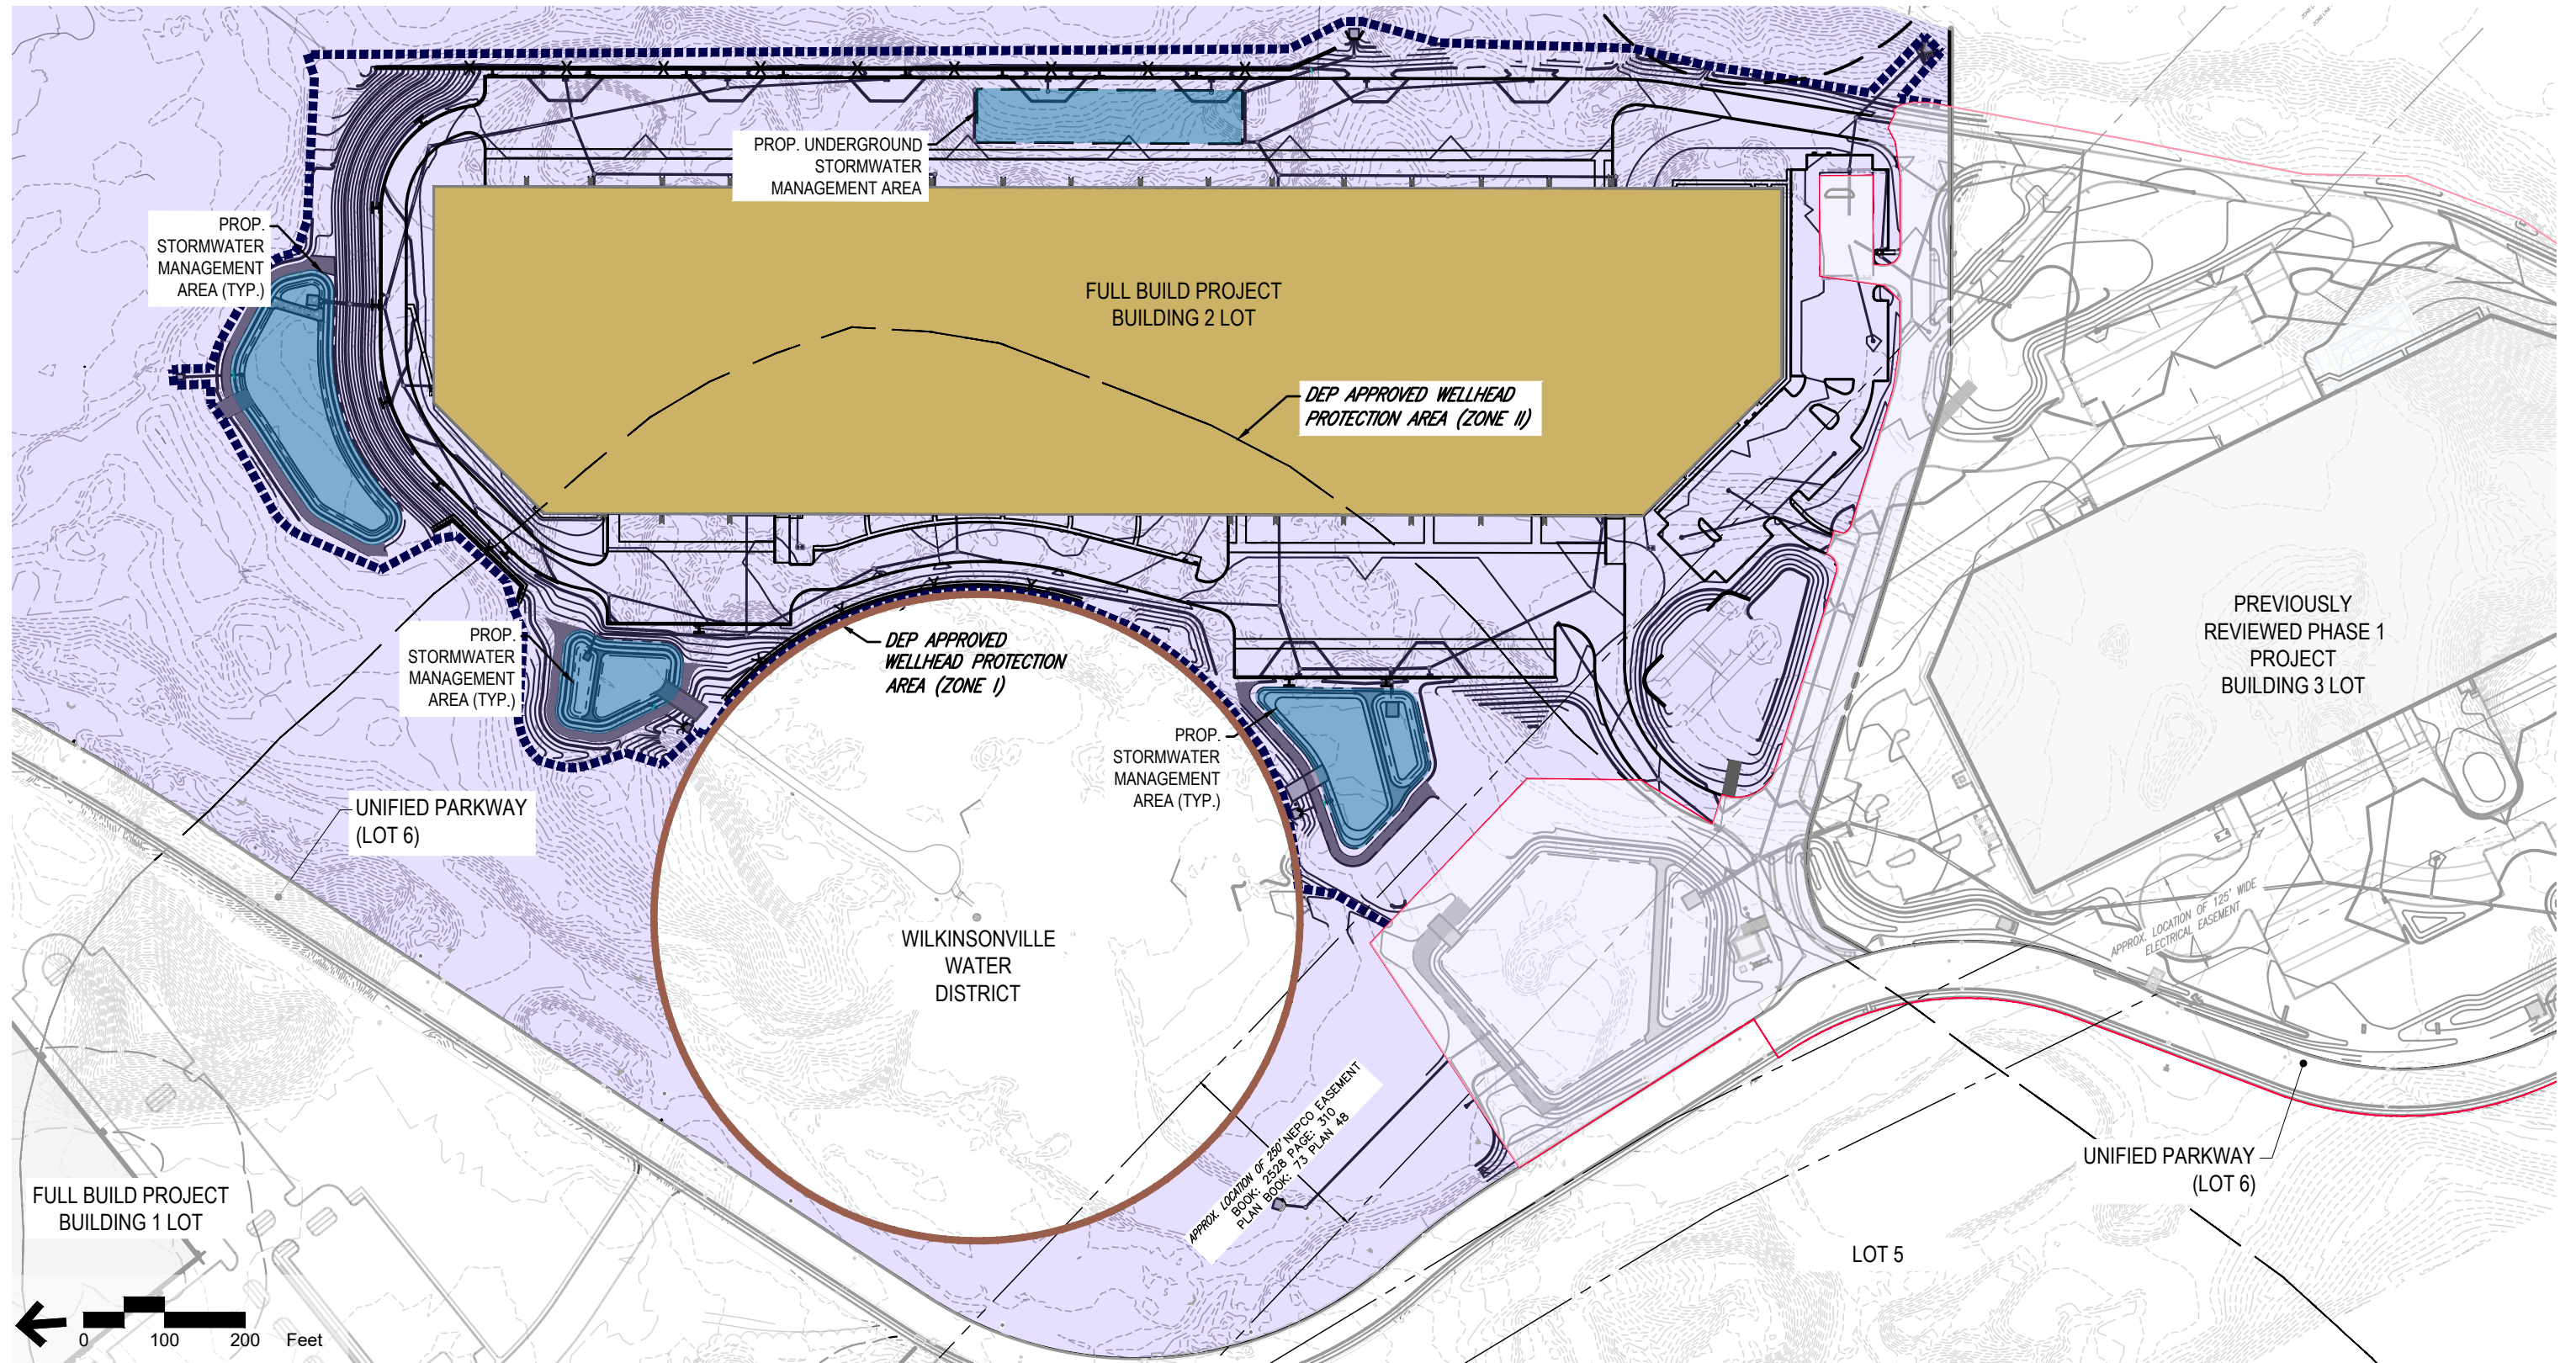 PROP. UNDERGROUND
STORMWATER
MANAGEMENT AREA
PROP.
STORMWATER
MANAGEMENT
AREA (TYP.)
FULL BUILD PROJECT
BUILDING 2 LOT
DEP APPROVED WELLHEAD
PROTECTION AREA (ZONE II)
PROP.
STORMWATER
MANAGEMENT
AREA (TYP.)
DEP APPROVED
WELLHEAD PROTECTION
AREA (ZONE I)
PREVIOUSLY
REVIEWED PHASE 1
PROJECT
BUILDING 3 LOT
PROP.
STORMWATER
MANAGEMENT
AREA (TYP.)
UNIFIED PARKWAY
(LOT 6)
WILKINSONVILLE
WATER
DISTRICT
APPROX. LOCATION OF 125' WIDE
ELECTRICAL EASEMENT
APPROX. LOCATION OF 250' NEPCO EASEMENT
BOOK: 2528 PAGE: 310
PLAN BOOK: 73 PLAN 48
UNIFIED PARKWAY
(LOT 6)
FULL BUILD PROJECT
BUILDING 1 LOT
LOT 5
0 100 200 Feet